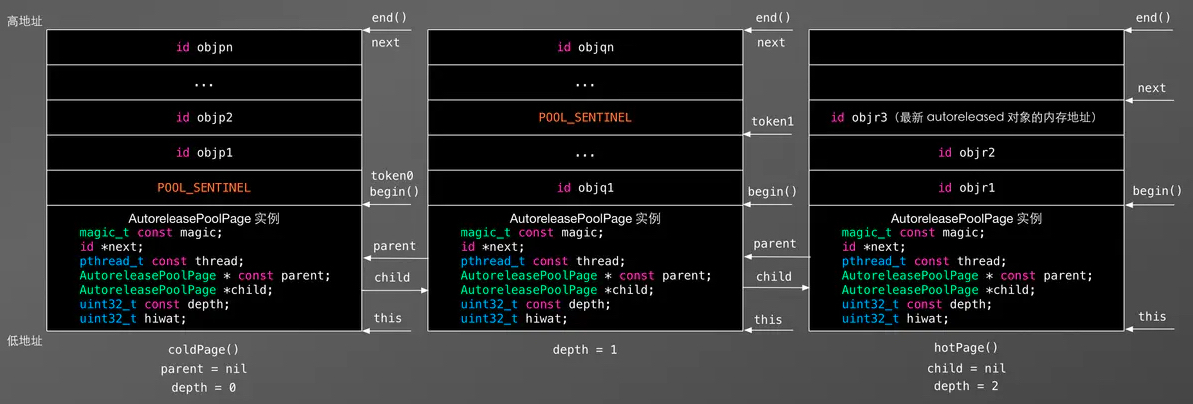 高地址
end()
next
id objpn
...
id objp2
id objp1
token0
begin()
POOL_SENTINEL
AutoreleasePoolPage 实例
magic_t const magic;
id *next;
pthread_t const thread;
AutoreleasePoolPage * const parent;
AutoreleasePoolPage *child;
uint32_t const depth;
uint32_t hiwat;
parent
child
this
低地址
coldPage()
parent = nil
depth = 0
end()
next
id objqn
...
POOL_SENTINEL
token1
...
id objq1
begin()
AutoreleasePoolPage 实例
magic_t const magic;
id *next;
pthread_t const thread;
AutoreleasePoolPage * const parent;
AutoreleasePoolPage *child;
uint32_t const depth;
uint32_t hiwat;
parent
child
this
depth = 1
end()
next
id objr3（最新 autoreleased 对象的内存地址）
id objr2
id objr1
begin()
AutoreleasePoolPage 实例
magic_t const magic;
id *next;
pthread_t const thread;
AutoreleasePoolPage * const parent;
AutoreleasePoolPage *child;
uint32_t const depth;
uint32_t hiwat;
this
hotPage()
child = nil
depth = 2